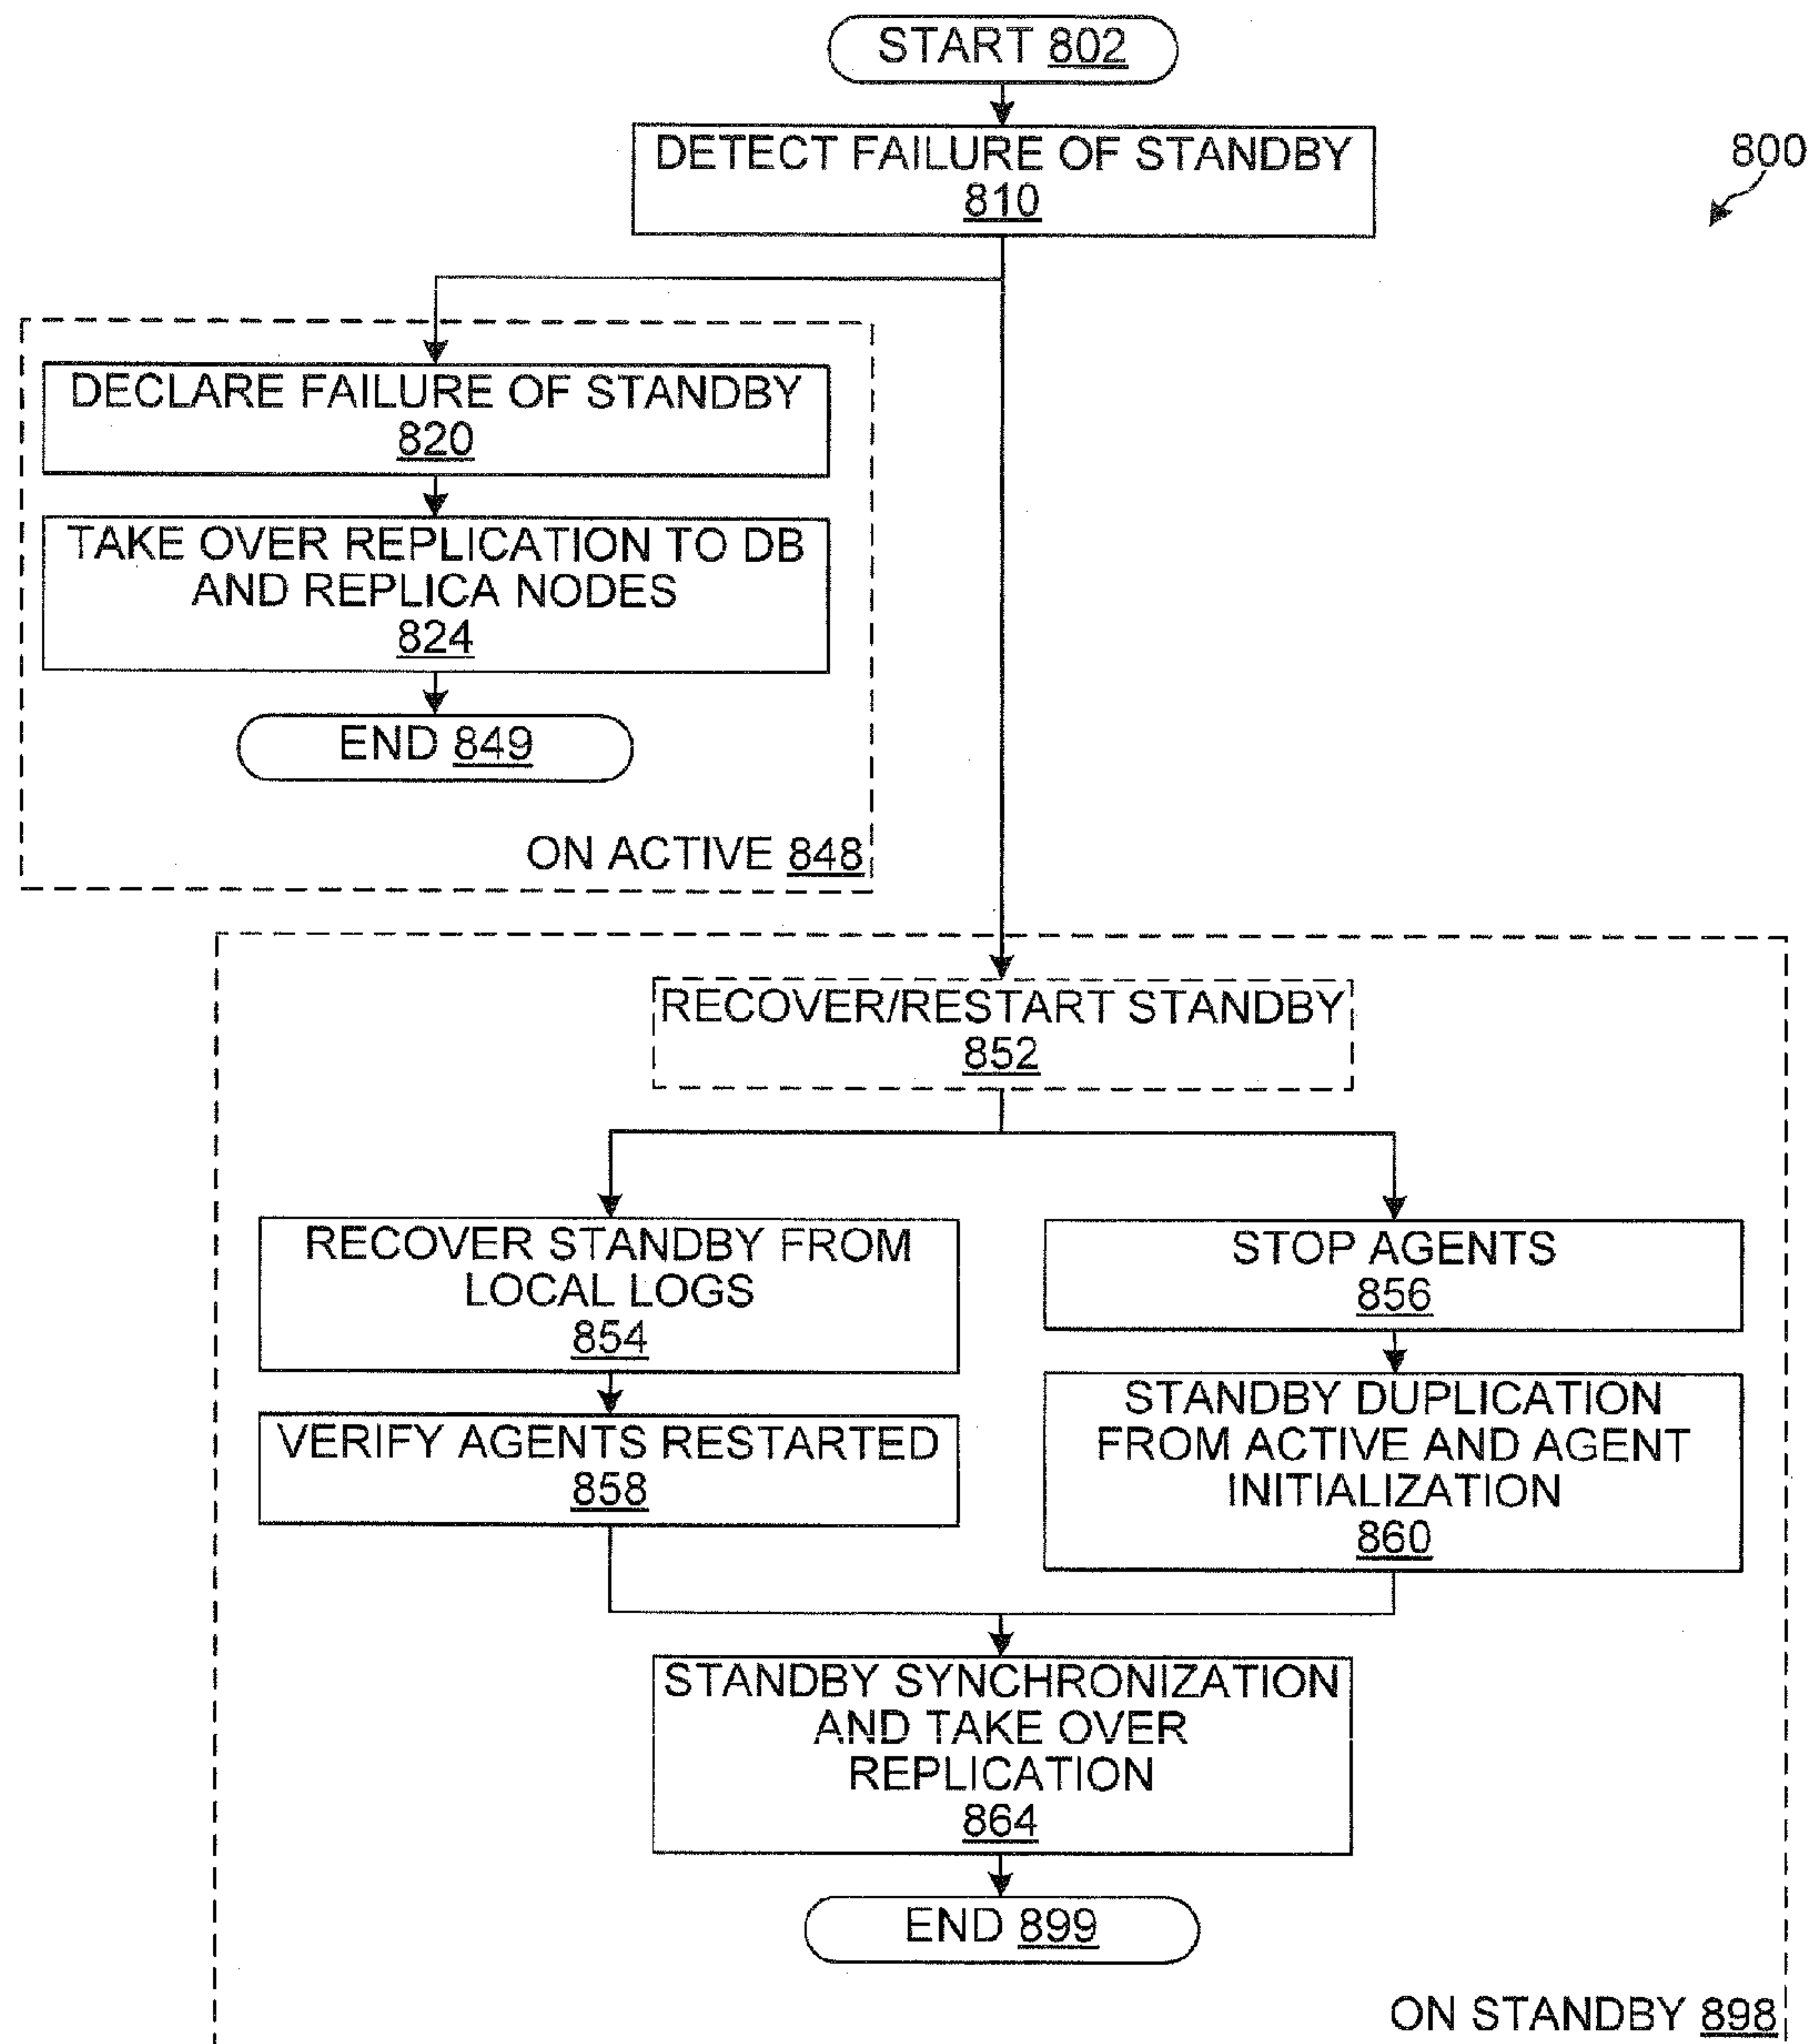 START 802
DETECT FAILURE OF STANDBY
810
800
DECLARE FAILURE OF STANDBY
820
TAKE OVER REPLICATION TO DB
AND REPLICA NODES
824
END 849
ON ACTIVE 848
RECOVER/RESTART STANDBY
852
RECOVER STANDBY FROM
LOCAL LOGS
854
VERIFY AGENTS RESTARTED
858
STOP AGENTS
856
STANDBY DUPLICATION
FROM ACTIVE AND AGENT
INITIALIZATION
860
STANDBY SYNCHRONIZATION
AND TAKE OVER
REPLICATION
864
END 899
ON STANDBY 898